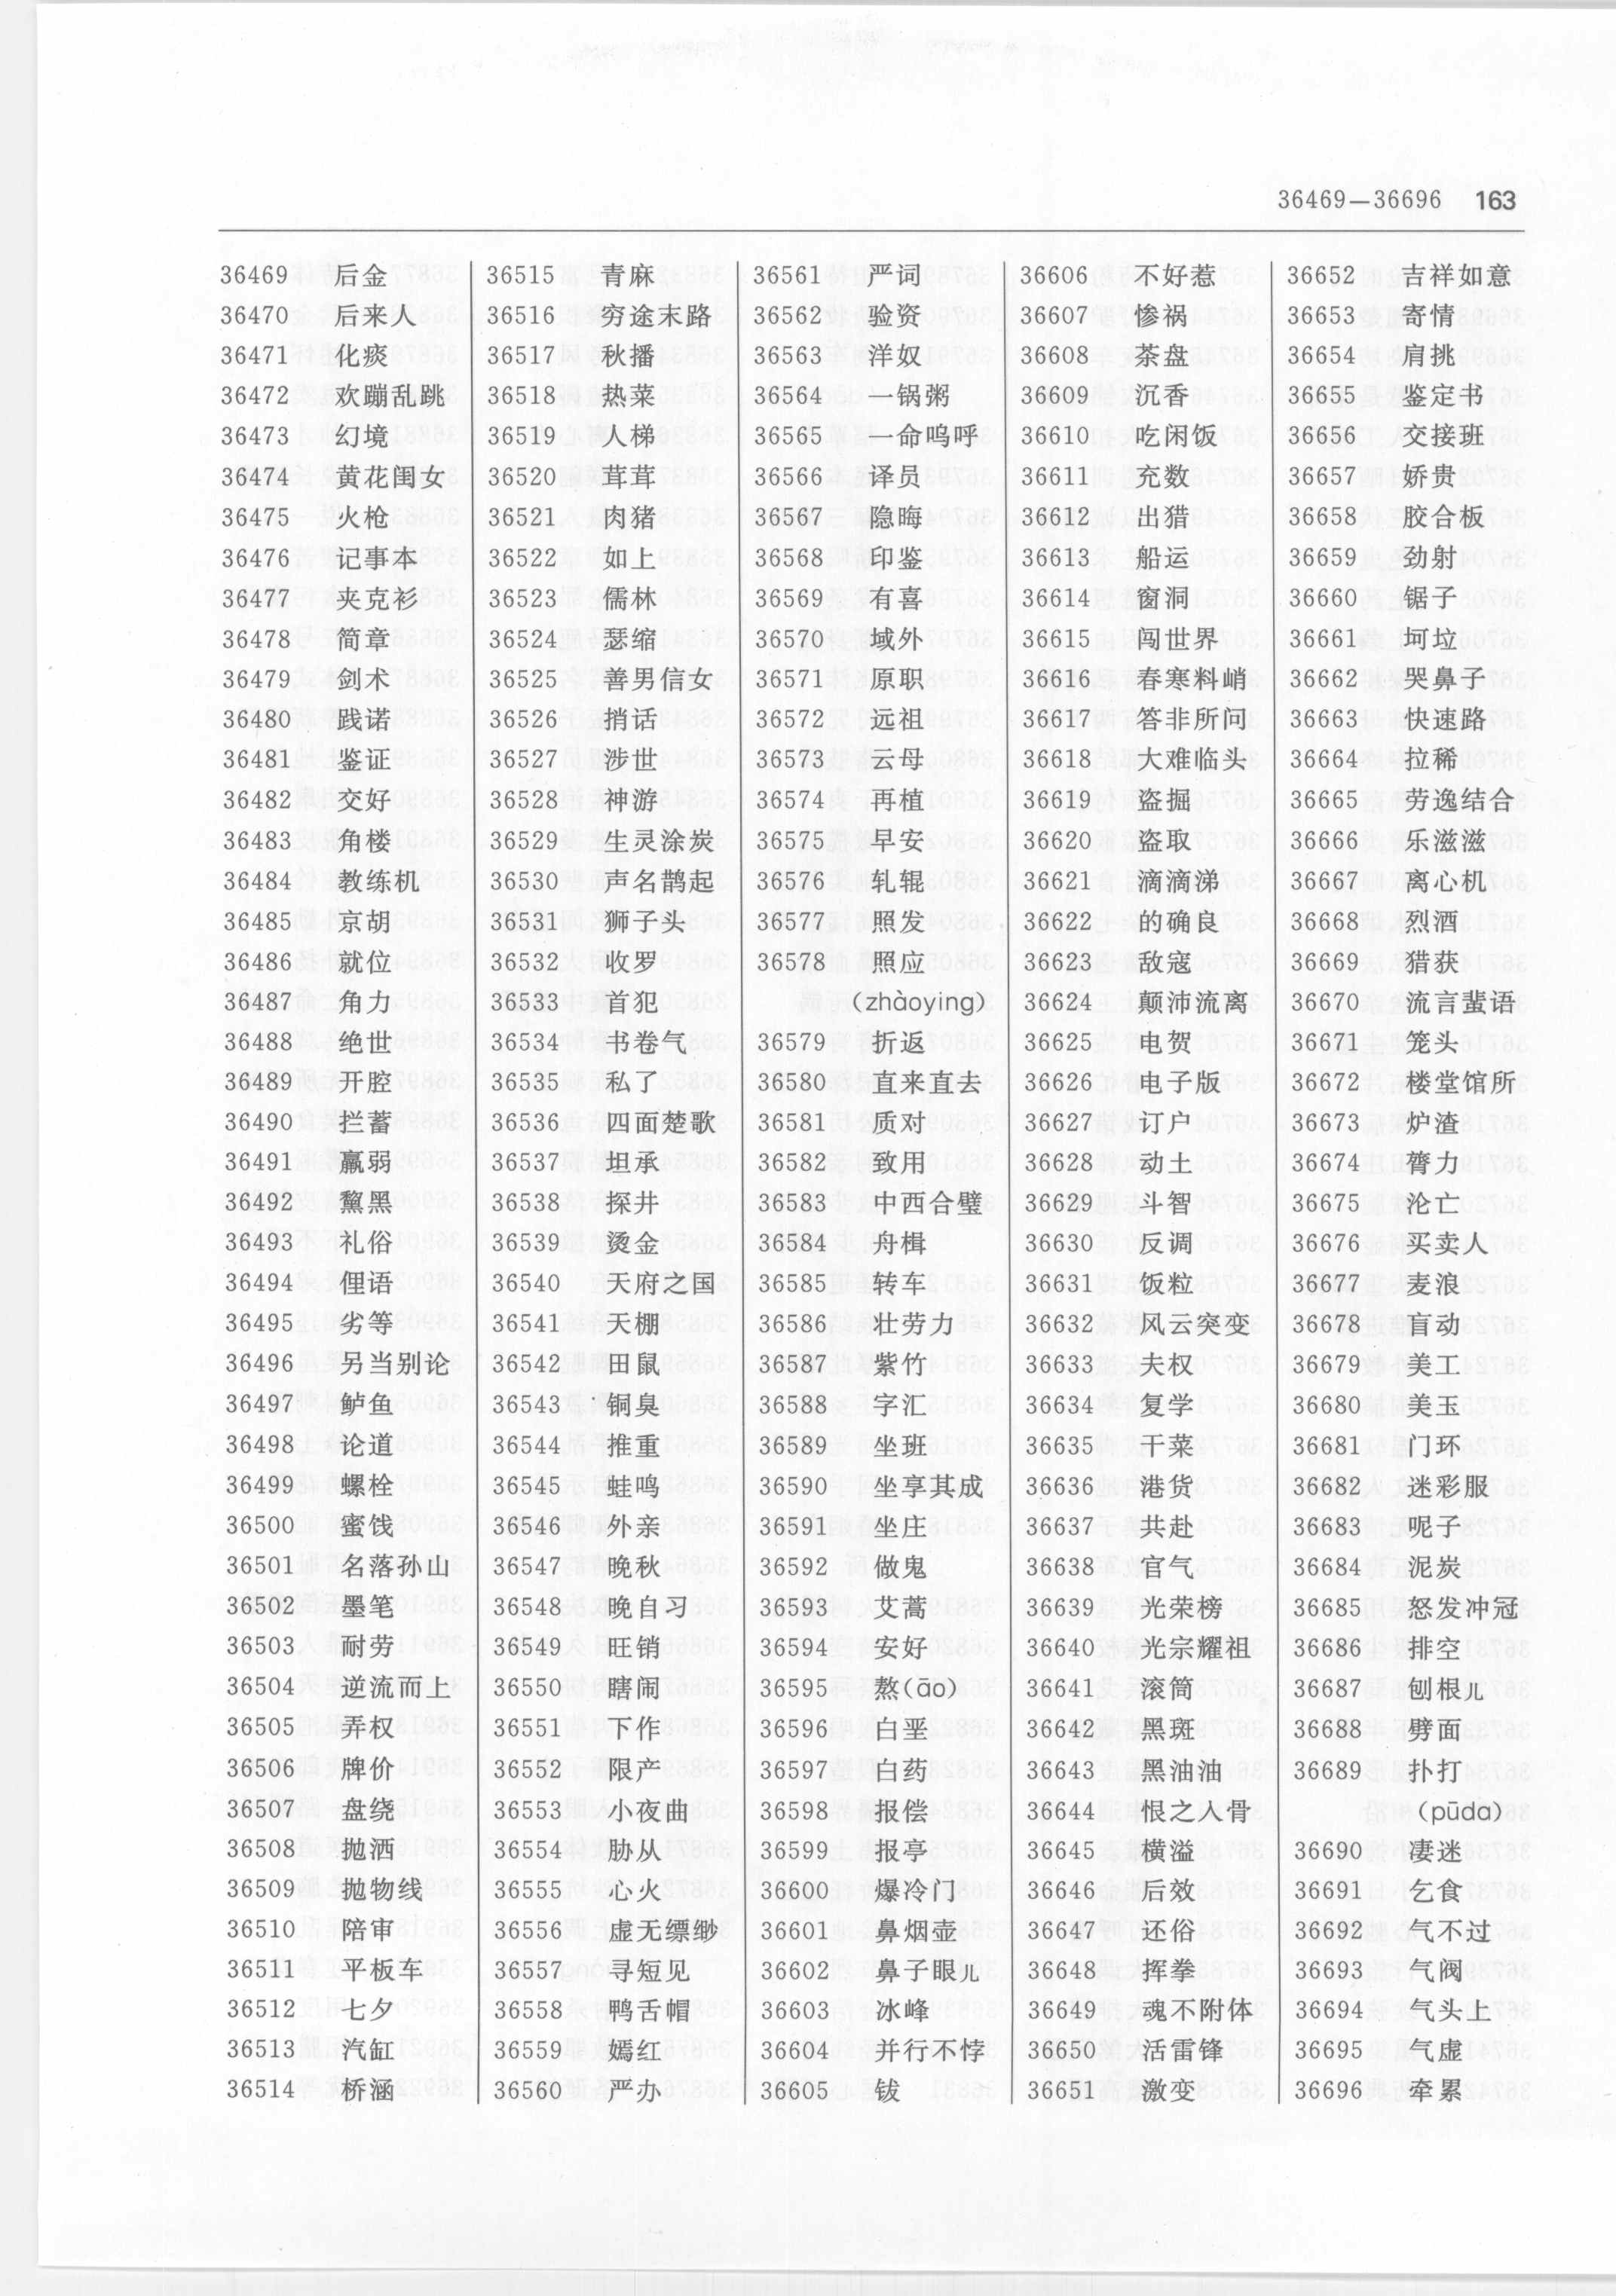 36469—36696 163
36469 后金
36470 后来人
36471 化痰
36472 欢蹦乱跳
36473 幻境
36474 黄花闺女
36475 火枪
36476 记事本
36477 夹克衫
36478 简章
36479 剑术
36480 践诺
36481 鉴证
36482 交好
36483 角楼
36484 教练机
36485 京胡
36486 就位
36487 角力
36488 绝世
36489 开腔
36490 拦蓄
36491 羸弱
36492 黧黑
36493 礼俗
36494 俚语
36495 劣等
36496 另当别论
36497 鲈鱼
36498 论道
36499 螺栓
36500 蜜饯
36501 名落孙山
36502 墨笔
36503 耐劳
36504 逆流而上
36505 弄权
36506 牌价
36507 盘绕
36508 抛洒
36509 抛物线
36510 陪审
36511 平板车
36512 七夕
36513 汽缸
36514 桥涵
36515 青麻
36516 穷途末路
36517 秋播
36518 热菜
36519 人梯
36520 茸茸
36521 肉猪
36522 如上
36523 儒林
36524 瑟缩
36525 善男信女
36526 捎话
36527 涉世
36528 神游
36529 生灵涂炭
36530 声名鹊起
36531 狮子头
36532 收罗
36533 首犯
36534 书卷气
36535 私了
36536 四面楚歌
36537 坦承
36538 探井
36539 烫金
36540 天府之国
36541 天棚
36542 田鼠
36543 铜臭
36544 推重
36545 蛙鸣
36546 外亲
36547 晚秋
36548 晚自习
36549 旺销
36550 瞎闹
36551 下作
36552 限产
36553 小夜曲
36554 胁从
36555 心火
36556 虚无缥缈
36557 寻短见
36558 鸭舌帽
36559 嫣红
36560 严办
36561 严词
36562 验资
36563 洋奴
36564 一锅粥
36565 一命呜呼
36566 译员
36567 隐晦
36568 印鉴
36569 有喜
36570 域外
36571 原职
36572 远祖
36573 云母
36574 再植
36575 早安
36576 轧辊
36577 照发
36578 照应
(zhàoying)
36579 折返
36580 直来直去
36581 质对
36582 致用
36583 中西合璧
36584 舟楫
36585 转车
36586 壮劳力
36587 紫竹
36588 字汇
36589 坐班
36590 坐享其成
36591 坐庄
36592 做鬼
36593 艾蒿
36594 安好
36595 熬(āo)
36596 白垩
36597 白药
36598 报偿
36599 报亭
36600 爆冷门
36601 鼻烟壶
36602 鼻子眼儿
36603 冰峰
36604 并行不悖
36605 钹
36606 不好惹
36607 惨祸
36608 茶盘
36609 沉香
36610 吃闲饭
36611 充数
36612 出猎
36613 船运
36614 窗洞
36615 闯世界
36616 春寒料峭
36617 答非所问
36618 大难临头
36619 盗掘
36620 盗取
36621 滴滴涕
36622 的确良
36623 敌寇
36624 颠沛流离
36625 电贺
36626 电子版
36627 订户
36628 动土
36629 斗智
36630 反调
36631 饭粒
36632 风云突变
36633 夫权
36634 复学
36635 干菜
36636 港货
36637 共赴
36638 官气
36639 光荣榜
36640 光宗耀祖
36641 滚筒
36642 黑斑
36643 黑油油
36644 恨之入骨
36645 横溢
36646 后效
36647 还俗
36648 挥拳
36649 魂不附体
36650 活雷锋
36651 激变
36652 吉祥如意
36653 寄情
36654 肩挑
36655 鉴定书
36656 交接班
36657 娇贵
36658 胶合板
36659 劲射
36660 锯子
36661 坷垃
36662 哭鼻子
36663 快速路
36664 拉稀
36665 劳逸结合
36666 乐滋滋
36667 离心机
36668 烈酒
36669 猎获
36670 流言蜚语
36671 笼头
36672 楼堂馆所
36673 炉渣
36674 膂力
36675 沦亡
36676 买卖人
36677 麦浪
36678 盲动
36679 美工
36680 美玉
36681 门环
36682 迷彩服
36683 呢子
36684 泥炭
36685 怒发冲冠
36686 排空
36687 刨根儿
36688 劈面
36689 扑打
(pūda)
36690 凄迷
36691 乞食
36692 气不过
36693 气阀
36694 气头上
36695 气虚
36696 牵累